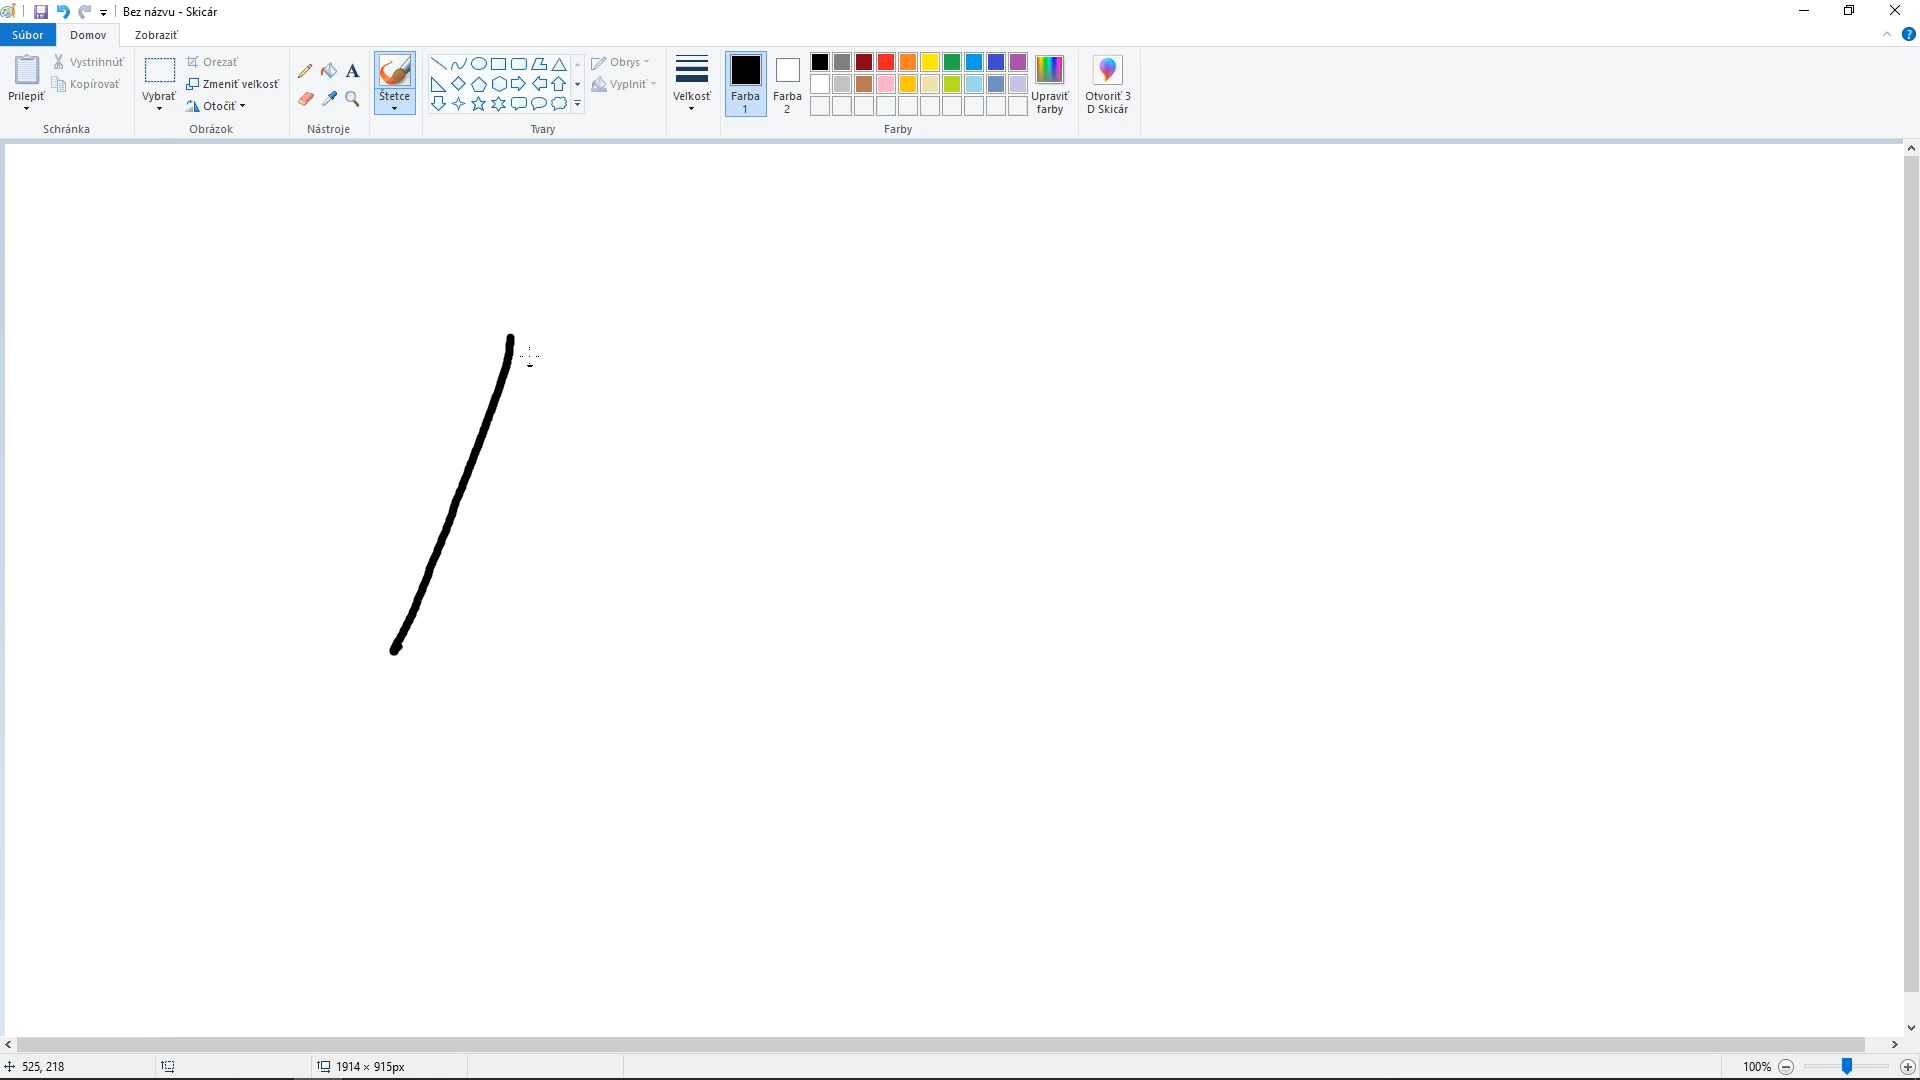 Bez názvu - Skicár
Súbor Domov Zobraziť
Prilepiť
Vystrihnúť
Kopírovať
Schránka
Vybrať
Orezať
Zmeniť veľkosť
Otočiť
Obrázok
A
Nástroje
Štetce
Obrys
Vyplniť
Tvary
Veľkosť
Farba
1
Farba
2
Upraviť
farby
Farby
Otvoriť 3
D Skicár
525, 218
1914 × 915px
100%